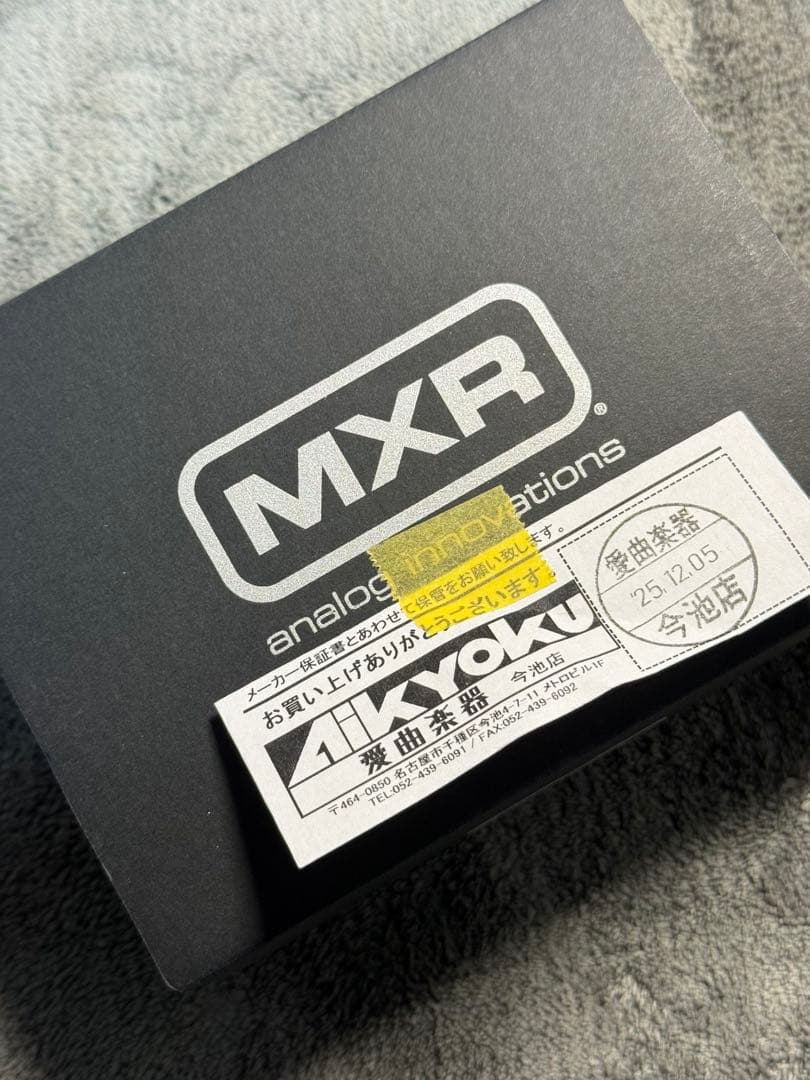 MXR®
analog innovations
メーカー保証書とあわせて保管をお願い致します。
お買い上げありがとうございます
AiKYOKU
今池店
愛曲楽器
〒464-0850 名古屋市千種区今池4-7-11 メトロビル1F
TEL:052-439-6091 / FAX:052-439-6092
愛曲楽器
'25.12.05
今池店